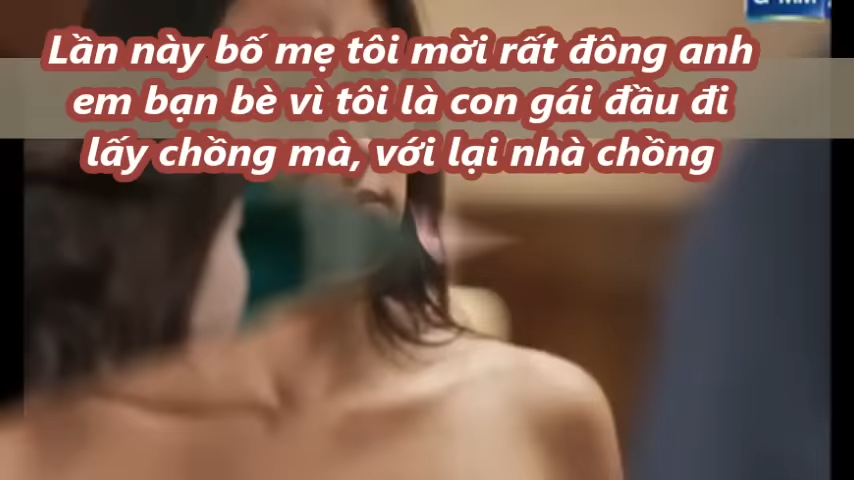 Lần này bố mẹ tôi mời rất đông anh
em bạn bè vì tôi là con gái đầu đi
lấy chồng mà, với lại nhà chồng